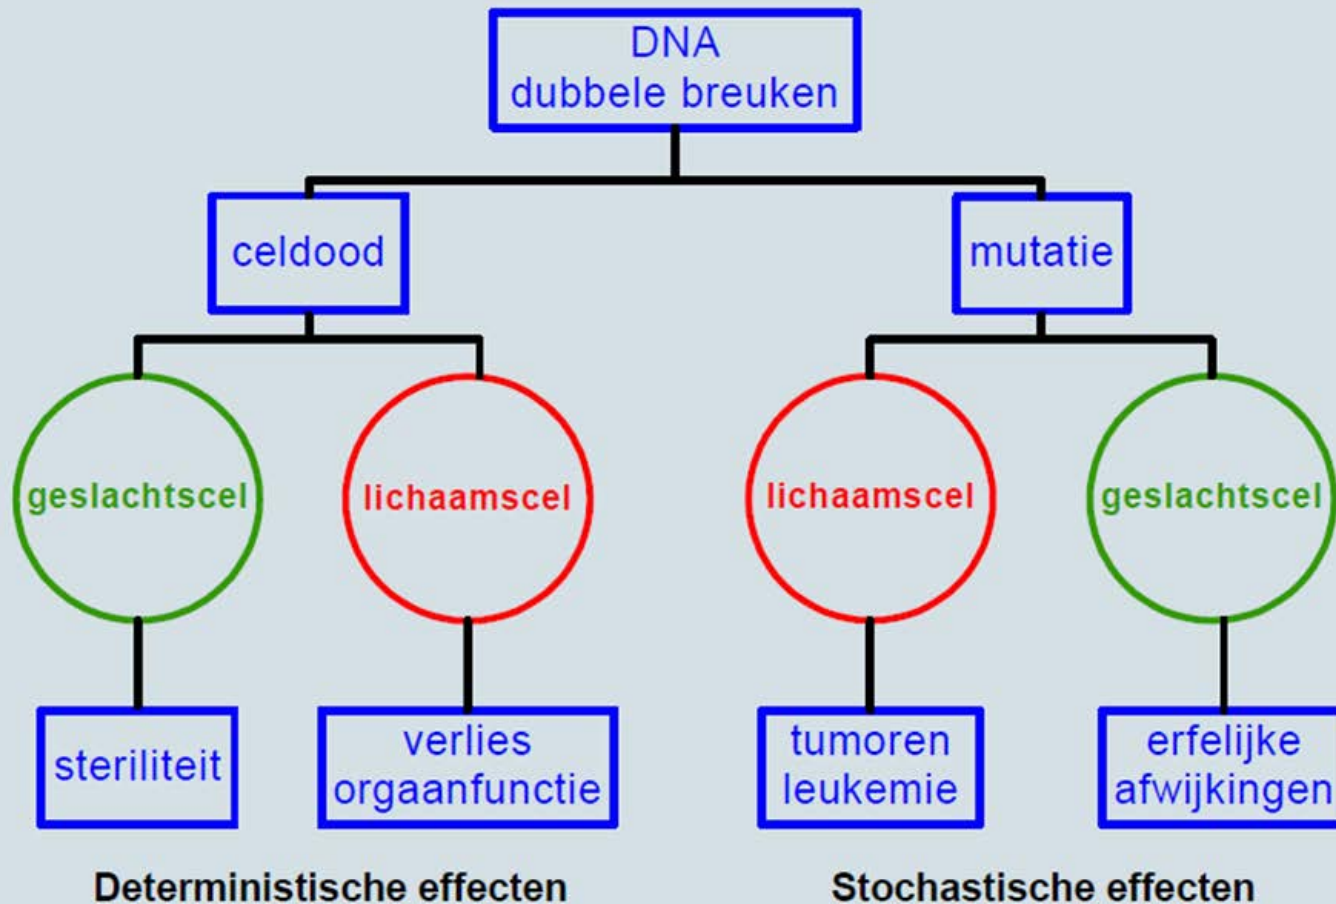 DNA
dubbele breuken
celdood
mutatie
geslachtscel
lichaamscel
lichaamscel
geslachtscel
steriliteit
verlies
orgaanfunctie
tumoren
leukemie
erfelijke
afwijkingen
Deterministische effecten
Stochastische effecten